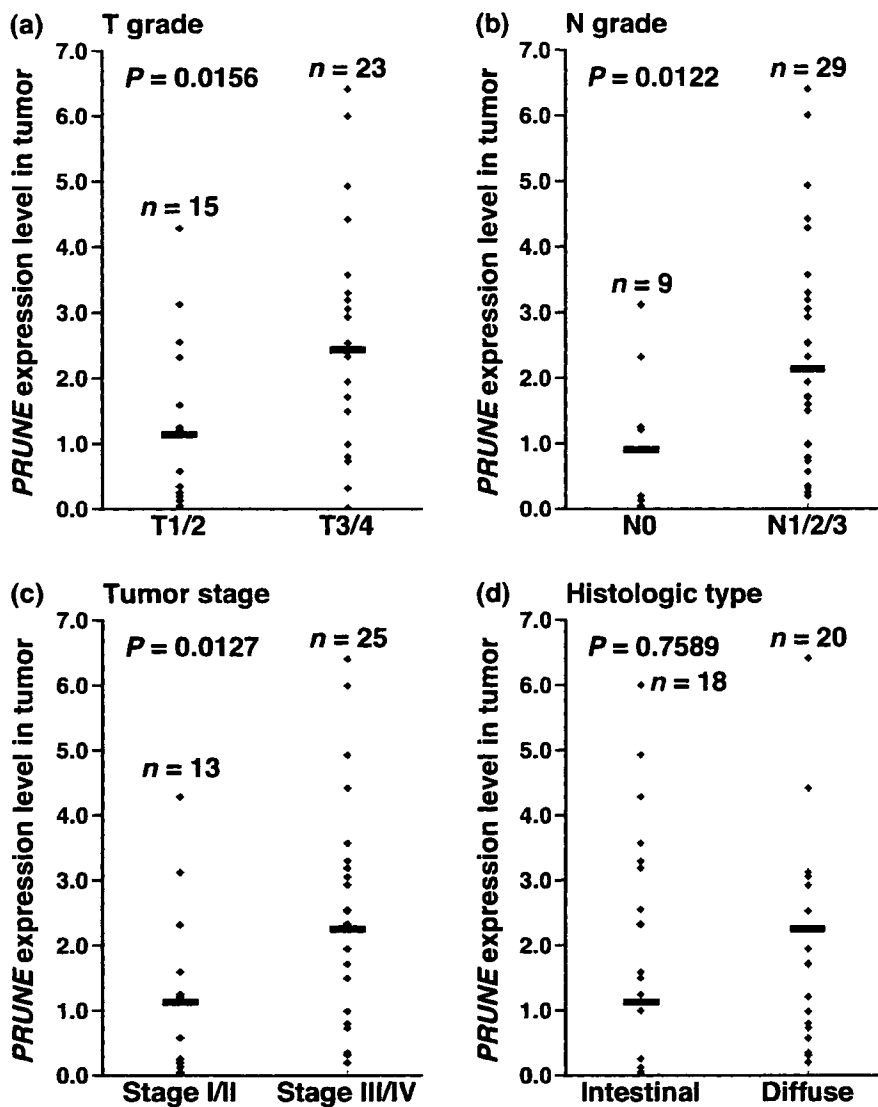 (a) T grade
PRUNE expression level in tumor
7.0
6.0
5.0
4.0
3.0
2.0
1.0
0.0
P = 0.0156
n = 23
n = 15
T1/2 T3/4
(b) N grade
PRUNE expression level in tumor
7.0
6.0
5.0
4.0
3.0
2.0
1.0
0.0
P = 0.0122
n = 29
n = 9
N0 N1/2/3
(c) Tumor stage
PRUNE expression level in tumor
7.0
6.0
5.0
4.0
3.0
2.0
1.0
0.0
P = 0.0127
n = 25
n = 13
Stage I/II Stage III/IV
(d) Histologic type
PRUNE expression level in tumor
7.0
6.0
5.0
4.0
3.0
2.0
1.0
0.0
P = 0.7589
n = 20
n = 18
Intestinal Diffuse